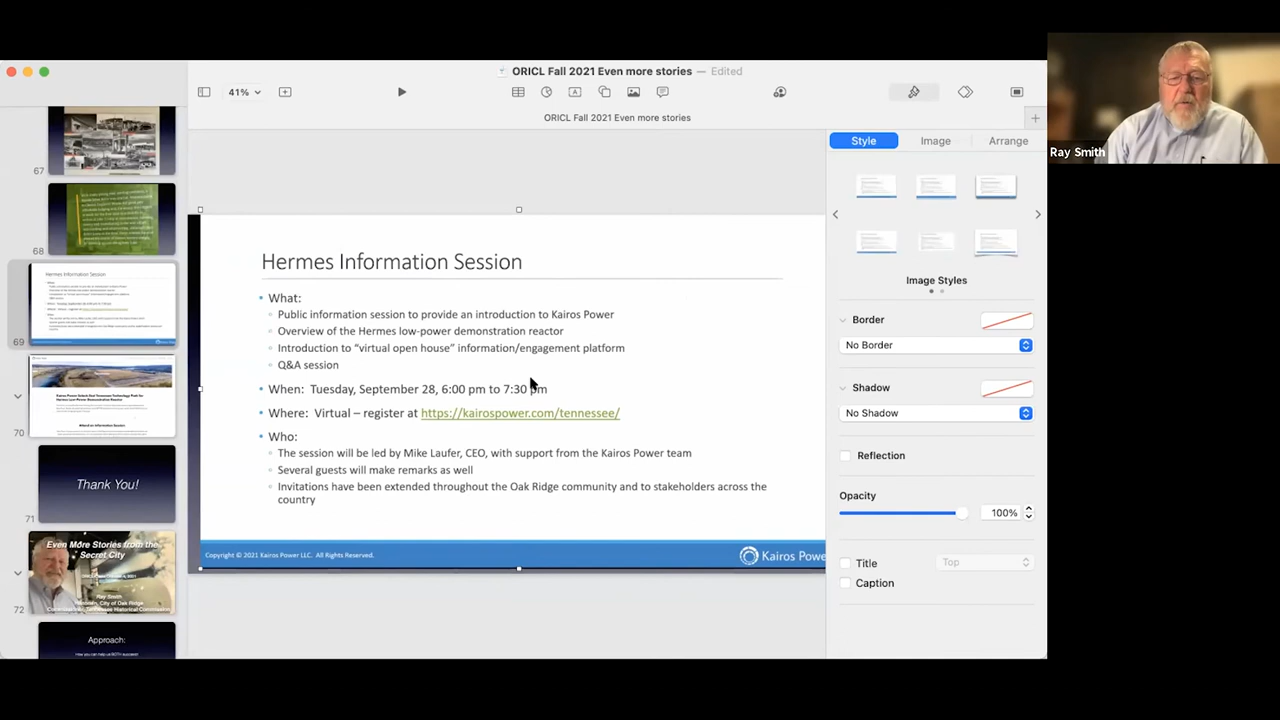 ORICL Fall 2021 Even more stories — Edited
41%
ORICL Fall 2021 Even more stories
Ray Smith
Style
Image
Arrange
67
68
Hermes Information Session
69
70
Thank You!
71
Even More Stories from the
Secret City
Ray Smith
72
Approach:
Hermes Information Session
• What:
Public information session to provide an introduction to Kairos Power
Overview of the Hermes low-power demonstration reactor
Introduction to “virtual open house” information/engagement platform
Q&A session
• When: Tuesday, September 28, 6:00 pm to 7:30 pm
• Where: Virtual – register at https://kairospower.com/tennessee/
• Who:
The session will be led by Mike Laufer, CEO, with support from the Kairos Power team
Several guests will make remarks as well
Invitations have been extended throughout the Oak Ridge community and to stakeholders across the
country
Copyright © 2021 Kairos Power LLC. All Rights Reserved.
Kairos Powe
Image Styles
Border
No Border
Shadow
No Shadow
Reflection
Opacity
100%
Title
Top
Caption